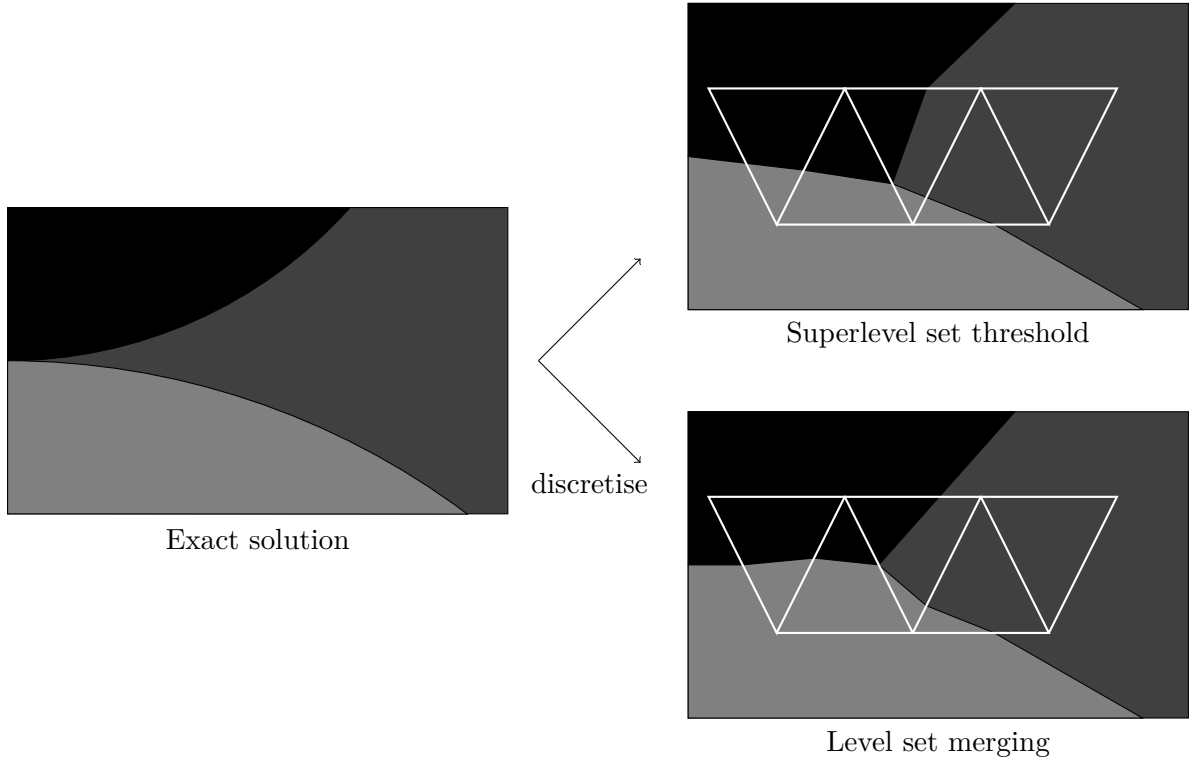 Superlevel set threshold
discretise
Exact solution
Level set merging